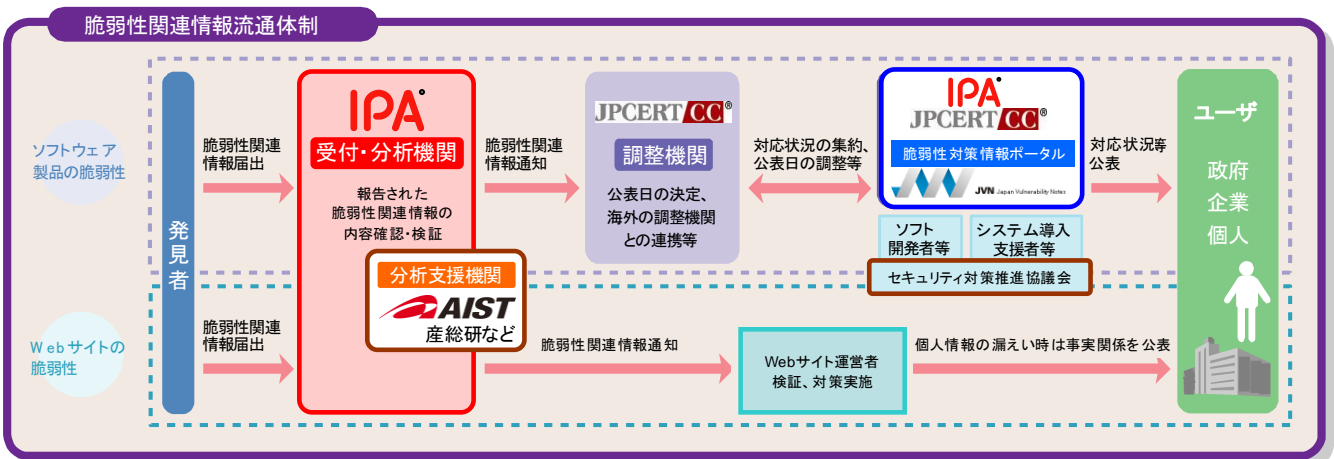 脆弱性関連情報流通体制
ソフトウェア
製品の脆弱性
Webサイトの
脆弱性
発見者
脆弱性関連
情報届出
脆弱性関連
情報届出
IPA
受付・分析機関
報告された
脆弱性関連情報の
内容確認・検証
分析支援機関
AIST
産総研など
脆弱性関連
情報通知
JPCERT CC®
調整機関
公表日の決定、
海外の調整機関
との連携等
対応状況の集約、
公表日の調整等
IPA
JPCERT CC®
脆弱性対策情報ポータル
JVN Japan Vulnerability Notes
ソフト
開発者等
システム導入
支援者等
セキュリティ対策推進協議会
対応状況等
公表
脆弱性関連情報通知
Webサイト運営者
検証、対策実施
個人情報の漏えい時は事実関係を公表
ユーザ
政府
企業
個人